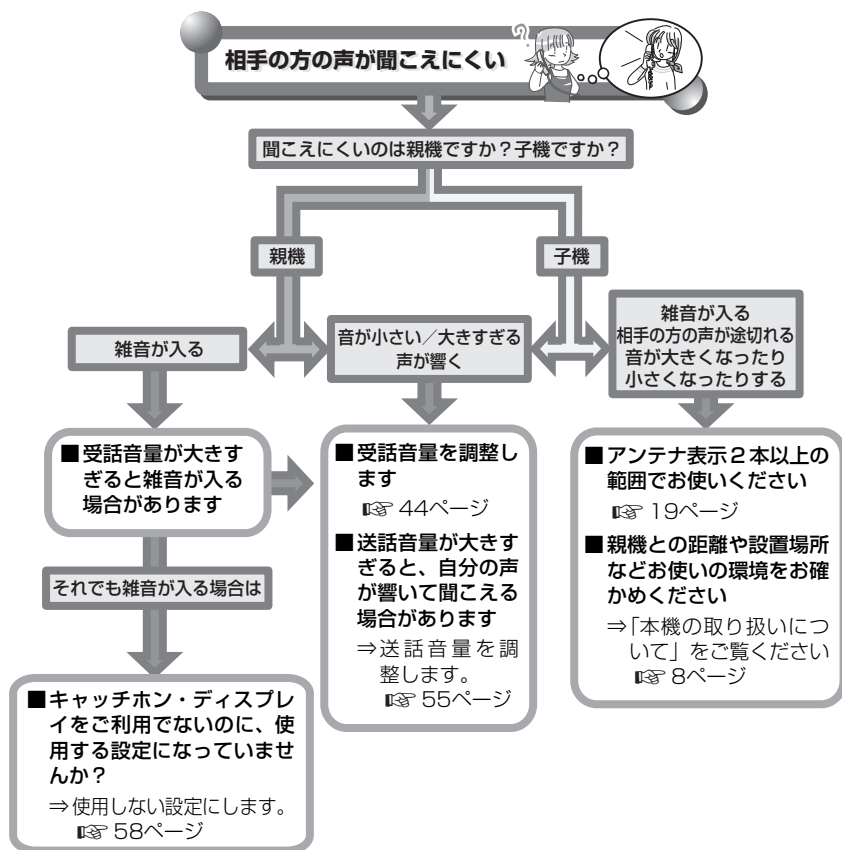 相手の方の声が聞こえにくい
聞こえにくいのは親機ですか？子機ですか？
親機
子機
雑音が入る
音が小さい／大きすぎる
声が響く
雑音が入る
相手の方の声が途切れる
音が大きくなったり
小さくなったりする
■受話音量が大きす
ぎると雑音が入る
場合があります
それでも雑音が入る場合は
■キャッチホン・ディスプレ
イをご利用でないのに、使
用する設定になっていませ
んか？
⇒使用しない設定にします。
☞ 58ページ
■受話音量を調整し
ます
☞ 44ページ
■送話音量が大きす
ぎると、自分の声
が響いて聞こえる
場合があります
⇒送話音量を調
整します。
☞ 55ページ
■アンテナ表示２本以上の
範囲でお使いください
☞ 19ページ
■親機との距離や設置場所
などお使いの環境をお確
かめください
⇒「本機の取り扱いにつ
いて」をご覧ください
☞ 8ページ